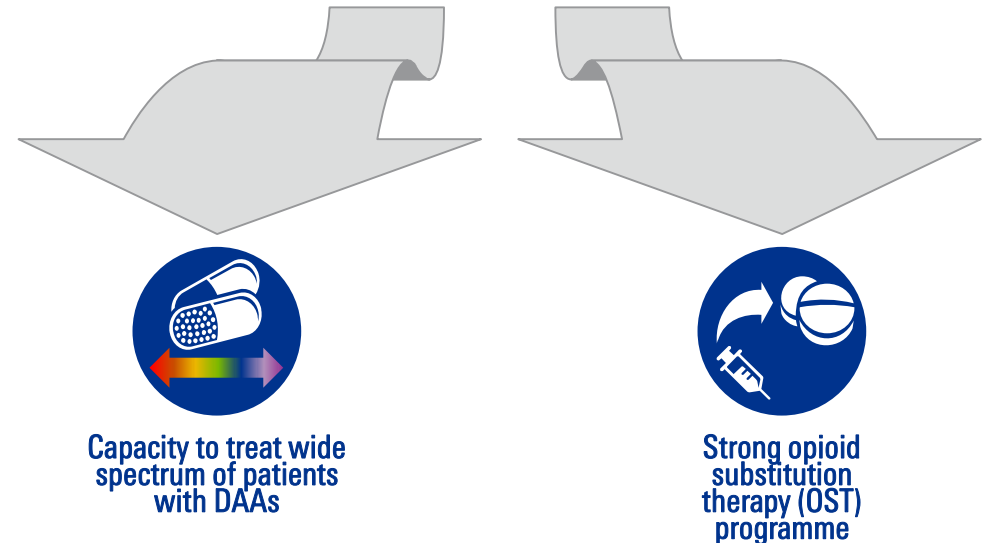 Capacity to treat wide
spectrum of patients
with DAAs
Strong opioid
substitution
therapy (OST)
programme